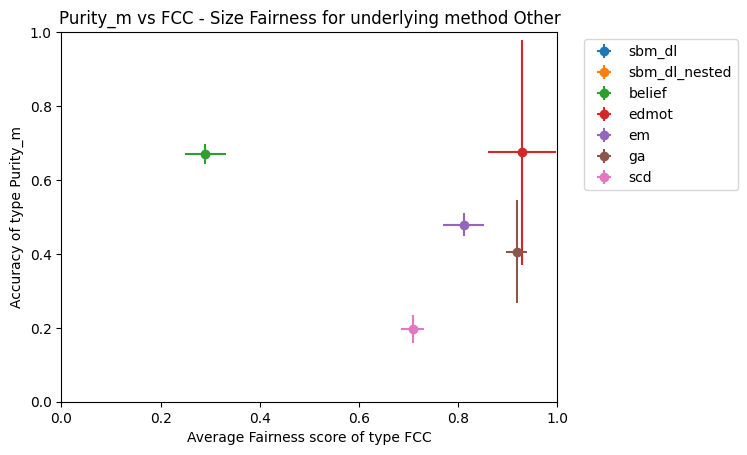 Purity_m vs FCC - Size Fairness for underlying method Other
Accuracy of type Purity_m
1.0
0.8
0.6
0.4
0.2
0.0
0.0 0.2 0.4 0.6 0.8 1.0
Average Fairness score of type FCC
sbm_dl
sbm_dl_nested
belief
edmot
em
ga
scd